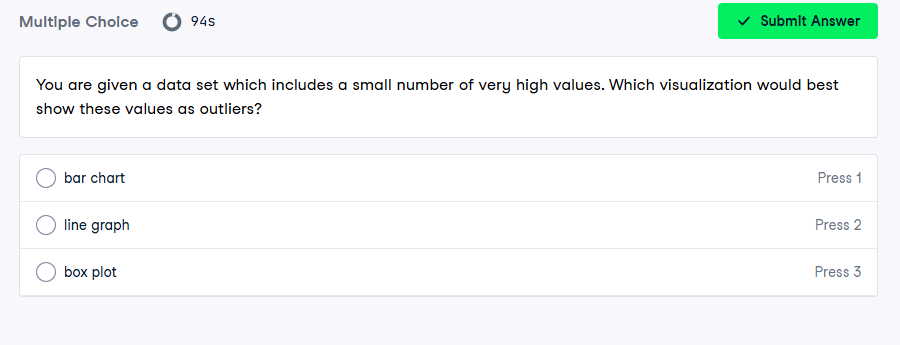 Multiple Choice
94s
Submit Answer
You are given a data set which includes a small number of very high values. Which visualization would best
show these values as outliers?
bar chart
Press 1
line graph
Press 2
box plot
Press 3